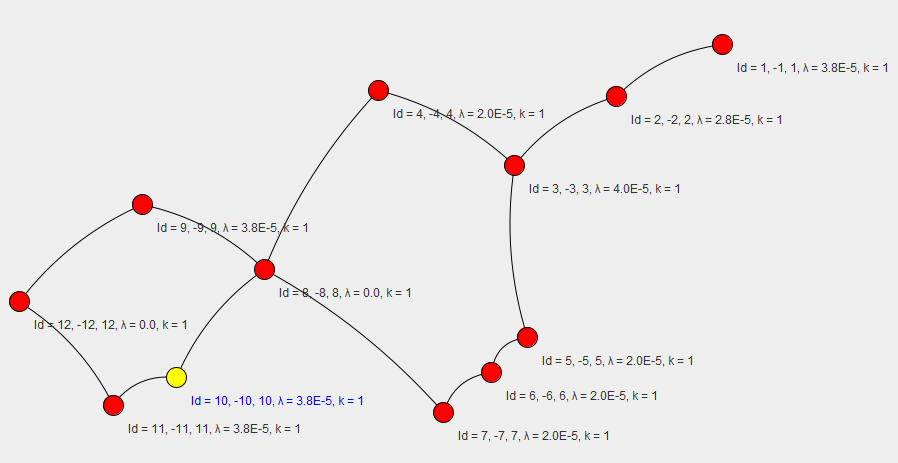 Id = 1, -1, 1, λ = 3.8E-5, k = 1
Id = 4, -4, 4, λ = 2.0E-5, k = 1
Id = 2, -2, 2, λ = 2.8E-5, k = 1
Id = 3, -3, 3, λ = 4.0E-5, k = 1
Id = 9, -9, 9, λ = 3.8E-5, k = 1
Id = 8, -8, 8, λ = 0.0, k = 1
Id = 12, -12, 12, λ = 0.0, k = 1
Id = 5, -5, 5, λ = 2.0E-5, k = 1
Id = 6, -6, 6, λ = 2.0E-5, k = 1
Id = 10, -10, 10, λ = 3.8E-5, k = 1
Id = 11, -11, 11, λ = 3.8E-5, k = 1
Id = 7, -7, 7, λ = 2.0E-5, k = 1